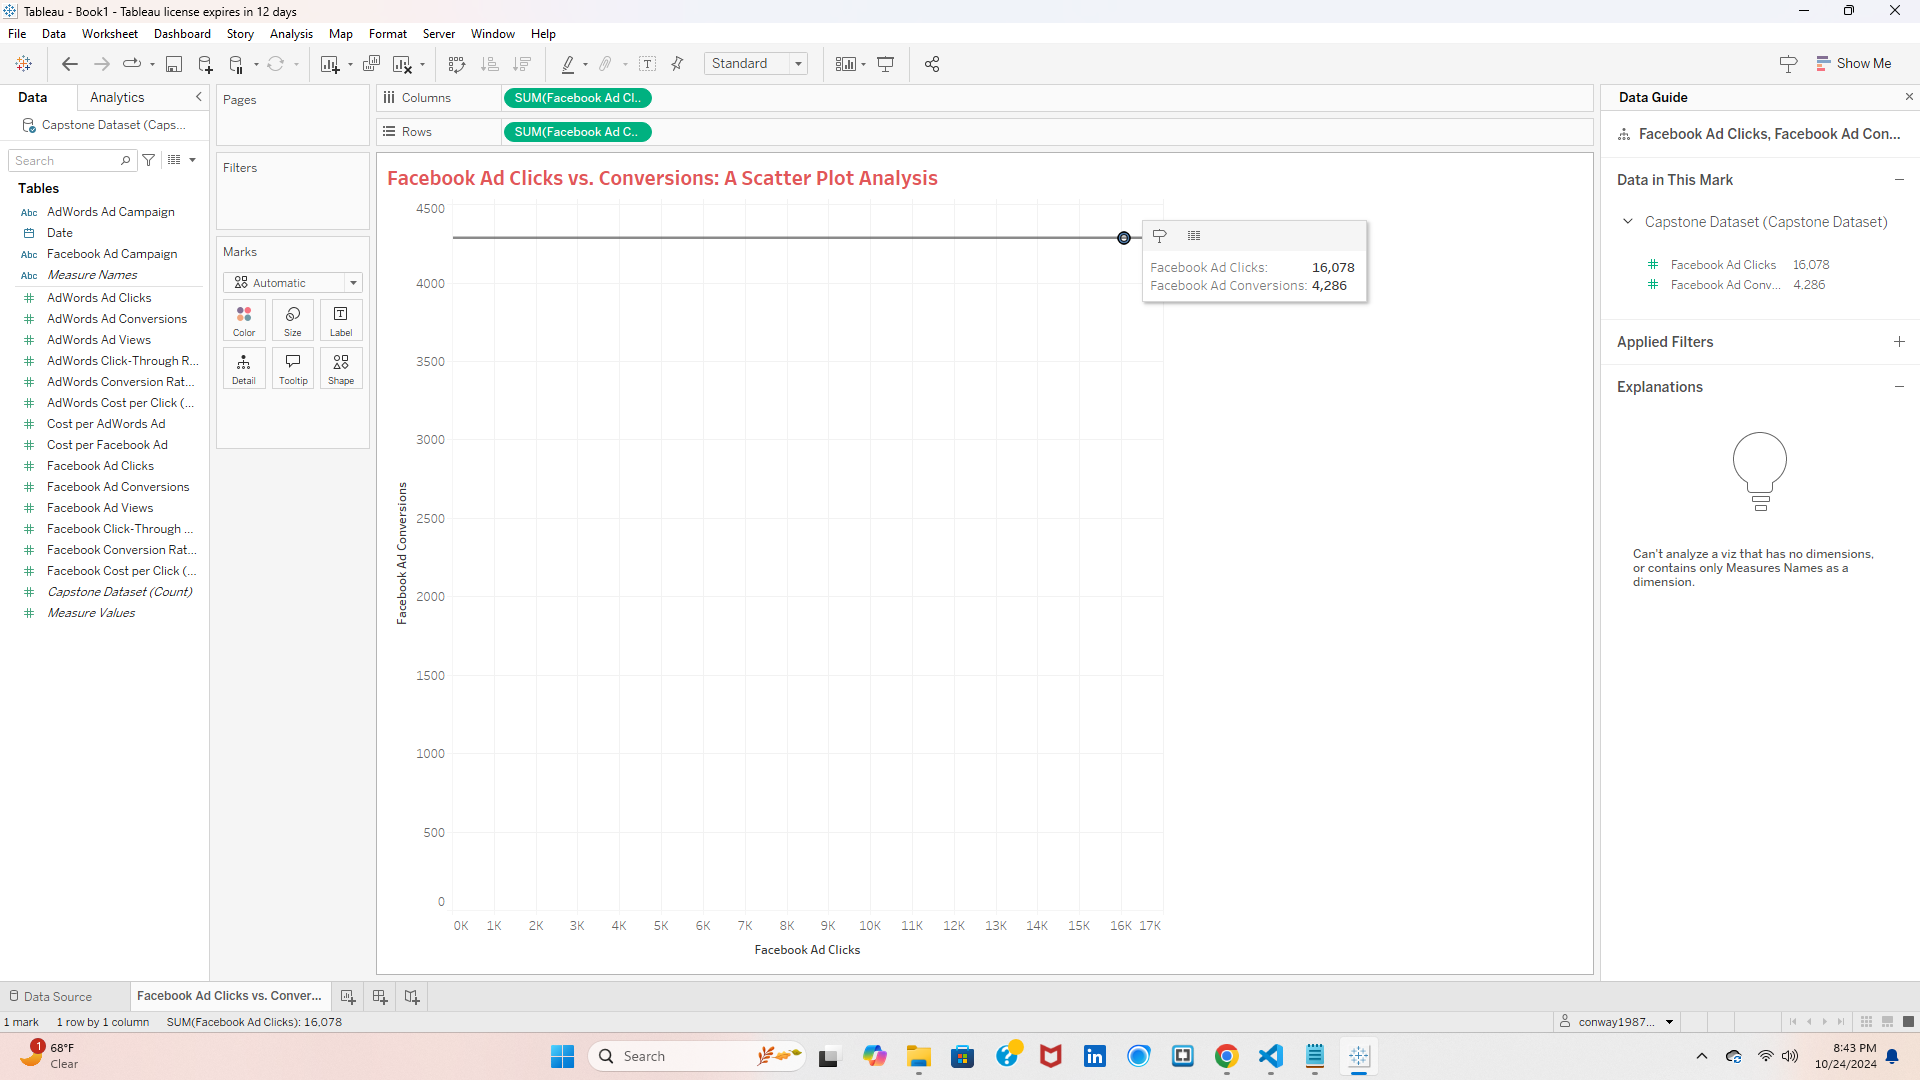 Tableau - Book1 - Tableau license expires in 12 days
File Data Worksheet Dashboard Story Analysis Map Format Server Window Help
Standard
Show Me
Data Analytics
Capstone Dataset (Caps...
Search
Tables
Abc AdWords Ad Campaign
Date
Abc Facebook Ad Campaign
Abc Measure Names
AdWords Ad Clicks
AdWords Ad Conversions
AdWords Ad Views
AdWords Click-Through R...
AdWords Conversion Rat...
AdWords Cost per Click (...
Cost per AdWords Ad
Cost per Facebook Ad
Facebook Ad Clicks
Facebook Ad Conversions
Facebook Ad Views
Facebook Click-Through ...
Facebook Conversion Rat...
Facebook Cost per Click (...
Capstone Dataset (Count)
Measure Values
Pages
Filters
Marks
Automatic
Color Size Label
Detail Tooltip Shape
Columns SUM(Facebook Ad Cl..
Rows SUM(Facebook Ad C..
Facebook Ad Clicks vs. Conversions: A Scatter Plot Analysis
4500
4000
3500
3000
2500
2000
1500
1000
500
0
Facebook Ad Conversions
0K 1K 2K 3K 4K 5K 6K 7K 8K 9K 10K 11K 12K 13K 14K 15K 16K 17K
Facebook Ad Clicks
Facebook Ad Clicks: 16,078
Facebook Ad Conversions: 4,286
Data Guide
Facebook Ad Clicks, Facebook Ad Con...
Data in This Mark
Capstone Dataset (Capstone Dataset)
Facebook Ad Clicks 16,078
Facebook Ad Conv... 4,286
Applied Filters
Explanations
Can't analyze a viz that has no dimensions,
or contains only Measures Names as a
dimension.
Data Source Facebook Ad Clicks vs. Conver...
1 mark 1 row by 1 column SUM(Facebook Ad Clicks): 16,078
conway1987...
1
68°F
Clear
Search
8:43 PM
10/24/2024